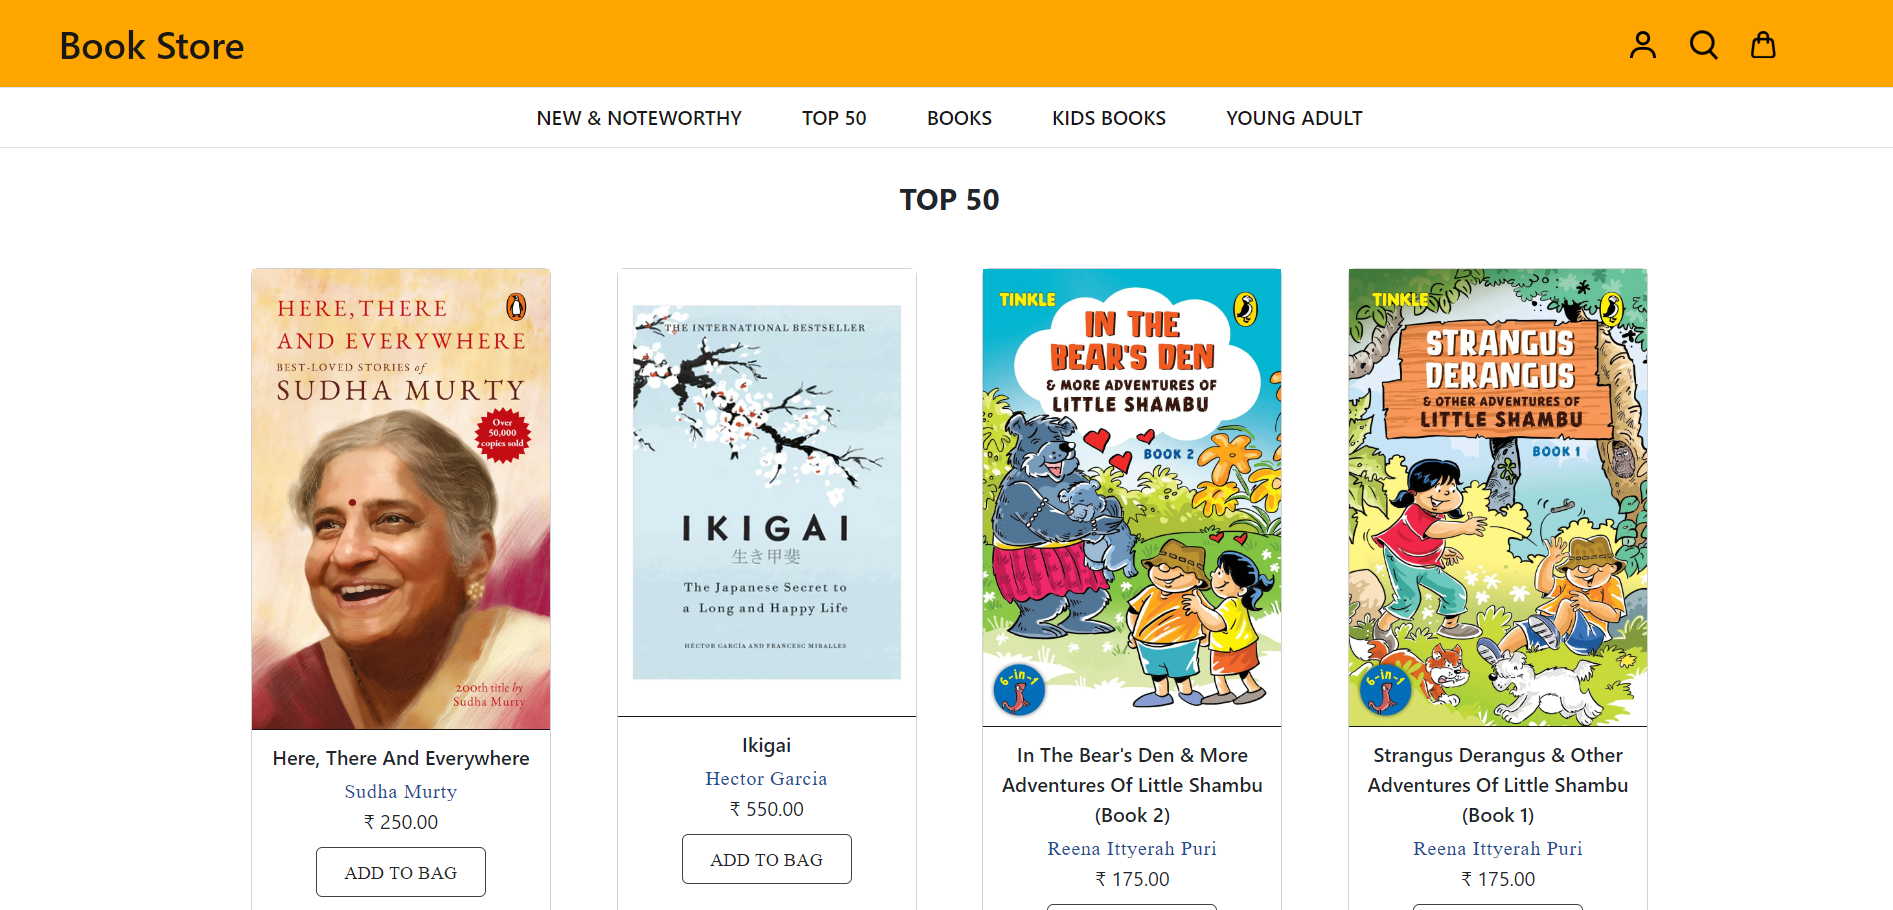 Book Store
NEW & NOTEWORTHY
TOP 50
BOOKS
KIDS BOOKS
YOUNG ADULT
TOP 50
HERE, THERE
AND EVERYWHERE
BEST-LOVED STORIES of
SUDHA MURTY
Over
50,000
copies sold
200th title by
Sudha Murty
Here, There And Everywhere
Sudha Murty
₹ 250.00
ADD TO BAG
THE INTERNATIONAL BESTSELLER
IKIGAI
生き甲斐
The Japanese Secret to
a Long and Happy Life
HÉCTOR GARCÍA AND FRANCESC MIRALLES
Ikigai
Hector Garcia
₹ 550.00
ADD TO BAG
TINKLE
IN THE
BEAR'S DEN
& MORE ADVENTURES OF
LITTLE SHAMBU
BOOK 2
6-in-1
In The Bear's Den & More
Adventures Of Little Shambu
(Book 2)
Reena Ittyerah Puri
₹ 175.00
TINKLE
STRANGUS
DERANGUS
& OTHER ADVENTURES OF
LITTLE SHAMBU
BOOK 1
6-in-1
Strangus Derangus & Other
Adventures Of Little Shambu
(Book 1)
Reena Ittyerah Puri
₹ 175.00